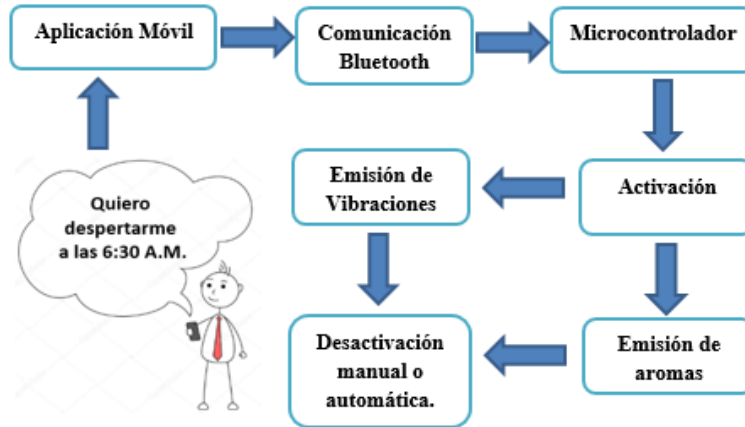 Aplicación Móvil
Comunicación
Bluetooth
Microcontrolador
Quiero
despertarme
a las 6:30 A.M.
Emisión de
Vibraciones
Activación
Desactivación
manual o
automática.
Emisión de
aromas